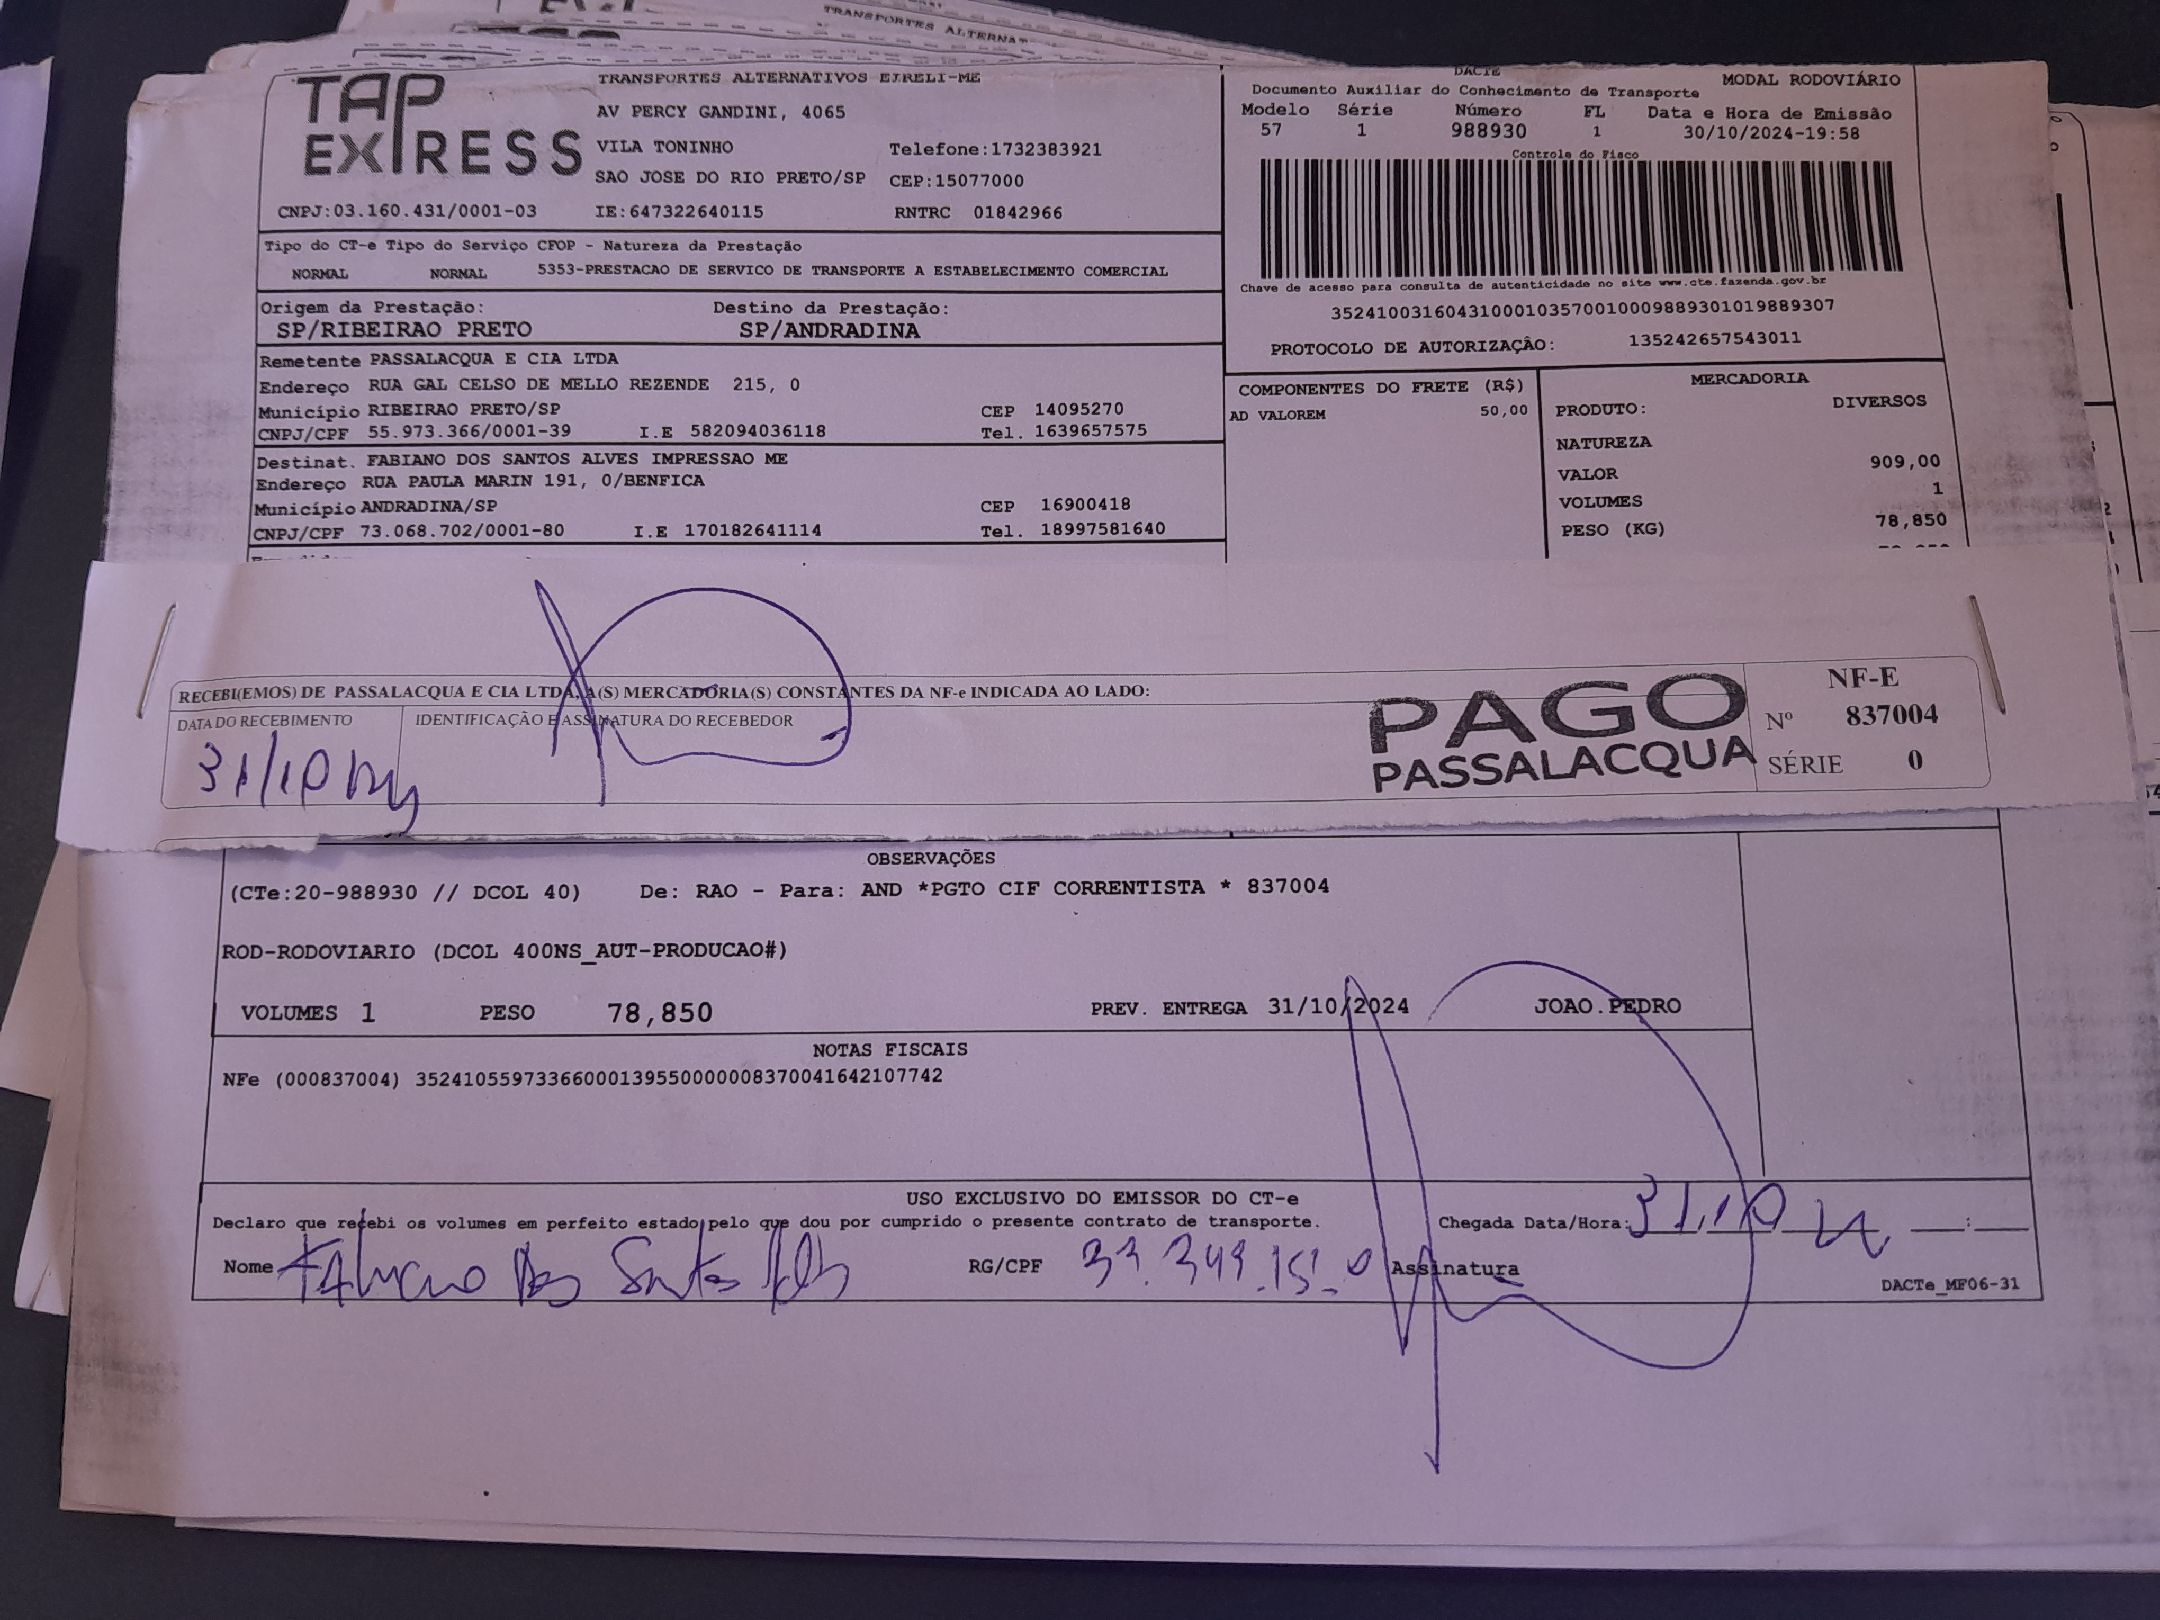 TRANSPORTES ALTERNAT
TAP EXPRESS
TRANSPORTES ALTERNATIVOS EIRELI-ME
AV PERCY GANDINI, 4065
VILA TONINHO Telefone:1732383921
SAO JOSE DO RIO PRETO/SP CEP:15077000
CNPJ:03.160.431/0001-03 IE:647322640115 RNTRC 01842966
DACTE MODAL RODOVIÁRIO
Documento Auxiliar do Conhecimento de Transporte
Modelo Série Número FL Data e Hora de Emissão
57 1 988930 1 30/10/2024-19:58
Controle do Fisco
Chave de acesso para consulta de autenticidade no site www.cte.fazenda.gov.br
35241003160431000103570010009889301019889307
PROTOCOLO DE AUTORIZAÇÃO: 135242657543011
Tipo do CT-e Tipo do Serviço CFOP - Natureza da Prestação
NORMAL NORMAL 5353-PRESTACAO DE SERVICO DE TRANSPORTE A ESTABELECIMENTO COMERCIAL
Origem da Prestação: Destino da Prestação:
SP/RIBEIRAO PRETO SP/ANDRADINA
Remetente PASSALACQUA E CIA LTDA
Endereço RUA GAL CELSO DE MELLO REZENDE 215, 0
Município RIBEIRAO PRETO/SP CEP 14095270
CNPJ/CPF 55.973.366/0001-39 I.E 582094036118 Tel. 1639657575
Destinat. FABIANO DOS SANTOS ALVES IMPRESSAO ME
Endereço RUA PAULA MARIN 191, 0/BENFICA
Município ANDRADINA/SP CEP 16900418
CNPJ/CPF 73.068.702/0001-80 I.E 170182641114 Tel. 18997581640
COMPONENTES DO FRETE (R$)
AD VALOREM 50,00
MERCADORIA
PRODUTO: DIVERSOS
NATUREZA
VALOR 909,00
VOLUMES 1
PESO (KG) 78,850
RECEBI(EMOS) DE PASSALACQUA E CIA LTDA, A(S) MERCADORIA(S) CONSTANTES DA NF-e INDICADA AO LADO:
DATA DO RECEBIMENTO IDENTIFICAÇÃO E ASSINATURA DO RECEBEDOR
31/10
PAGO
PASSALACQUA
NF-E
Nº 837004
SÉRIE 0
OBSERVAÇÕES
(CTe:20-988930 // DCOL 40) De: RAO - Para: AND *PGTO CIF CORRENTISTA * 837004
ROD-RODOVIARIO (DCOL 400NS_AUT-PRODUCAO#)
VOLUMES 1 PESO 78,850 PREV. ENTREGA 31/10/2024 JOAO.PEDRO
NOTAS FISCAIS
NFe (000837004) 35241055973366000139550000008370041642107742
USO EXCLUSIVO DO EMISSOR DO CT-e
Declaro que recebi os volumes em perfeito estado pelo que dou por cumprido o presente contrato de transporte. Chegada Data/Hora: 31 10 __:__
Nome Dos Santos RG/CPF Assinatura
DACTe_MF06-31